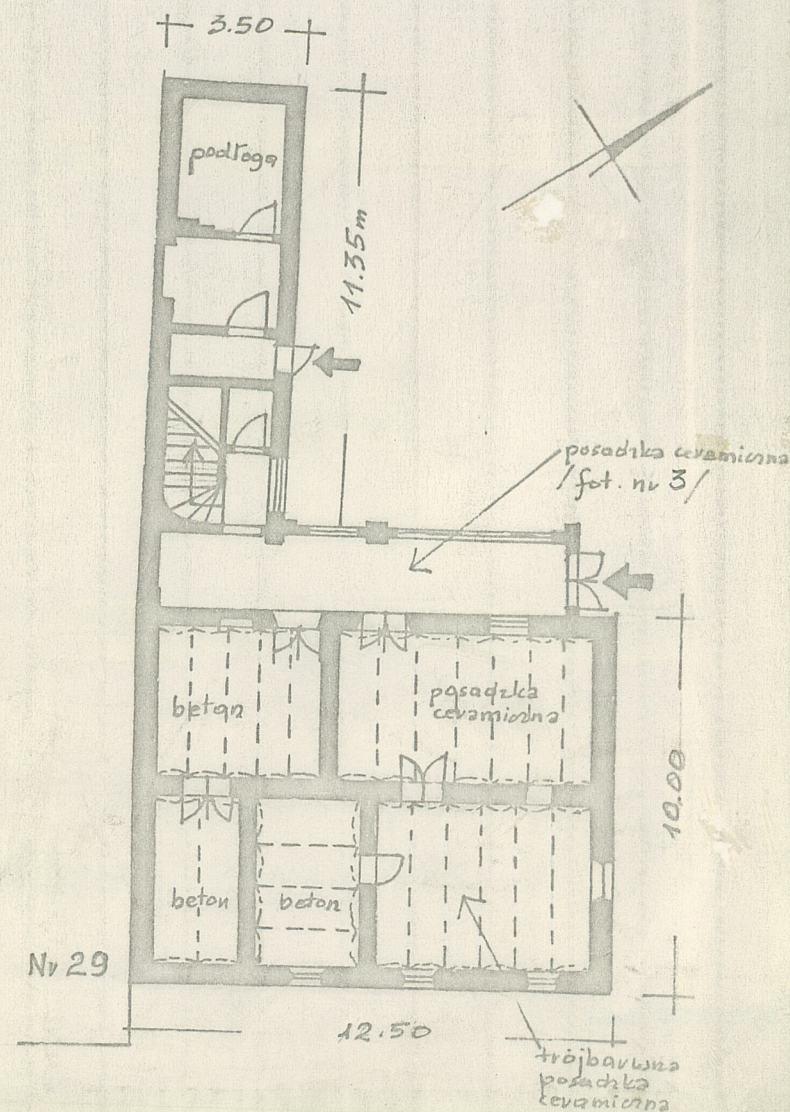 3.50
podłoga
11.35m
posadzka ceramiczna
/fot. nr 3/
beton
posadzka
ceramiczna
10.00
beton
beton
Nr 29
12.50
trójbarwna
posadzka
ceramiczna